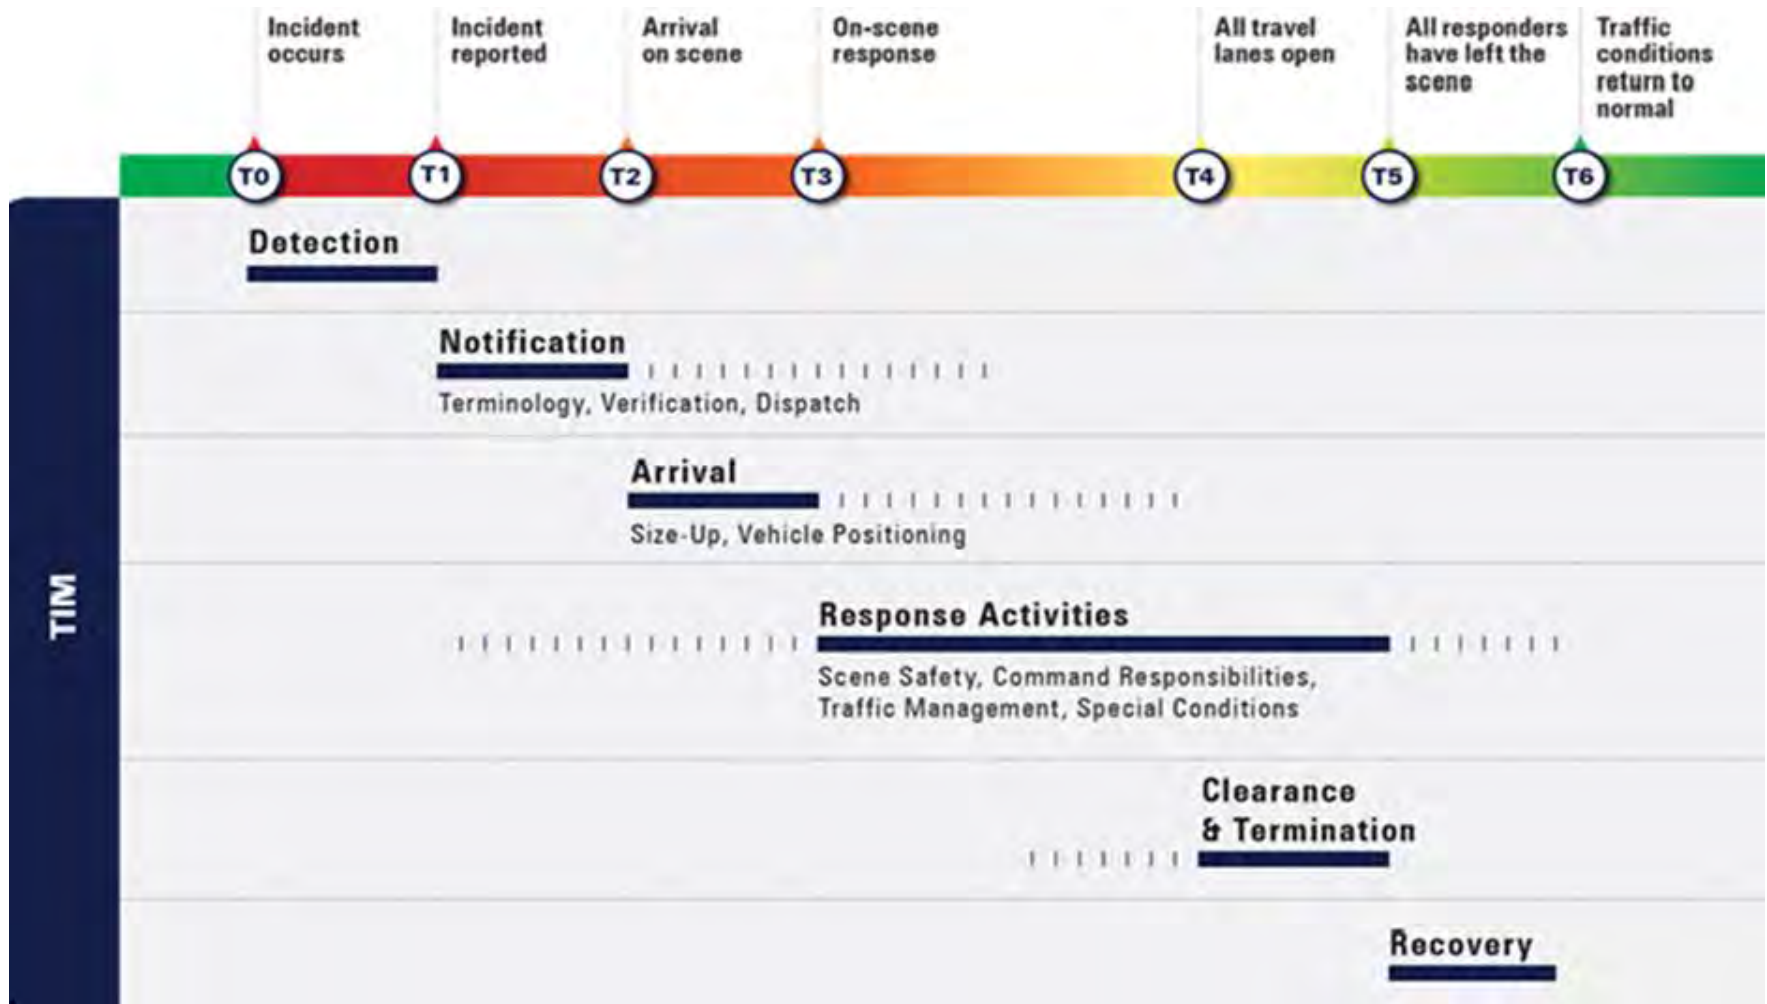 Incident
occurs
Incident
reported
Arrival
on scene
On-scene
response
All travel
lanes open
All responders
have left the
scene
Traffic
conditions
return to
normal
T0
T1
T2
T3
T4
T5
T6
TIM
Detection
Notification
Terminology, Verification, Dispatch
Arrival
Size-Up, Vehicle Positioning
Response Activities
Scene Safety, Command Responsibilities,
Traffic Management, Special Conditions
Clearance
& Termination
Recovery